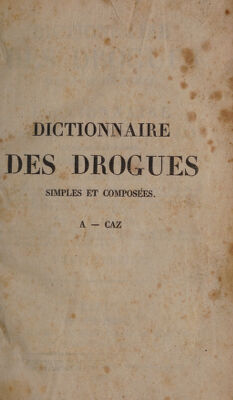 DICTIONNAIRE
DES DROGUES
SIMPLES ET COMPOSÉES.
A — CAZ